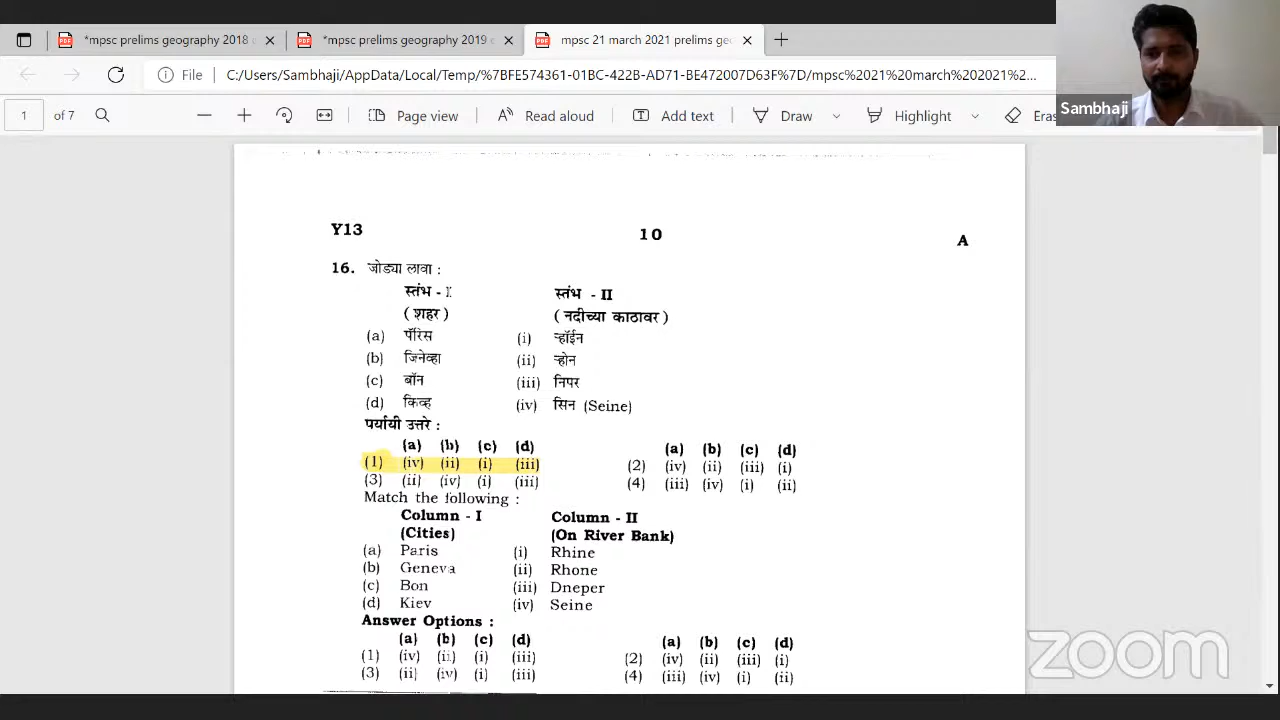 *mpsc prelims geography 2018 × *mpsc prelims geography 2019 × mpsc 21 march 2021 prelims ×
File C:/Users/Sambhaji/AppData/Local/Temp/%7BFE574361-01BC-422B-AD71-BE472007D63F%7D/mpsc%2021%20march%202021%2...
1 of 7 Page view Read aloud Add text Draw Highlight
Sambhaji
Y13 10 A
16. जोड्या लावा :
स्तंभ - I स्तंभ - II
( शहर ) ( नदीच्या काठावर )
(a) पॅरिस (i) ऱ्हॉईन
(b) जिनेव्हा (ii) ऱ्होन
(c) बॉन (iii) निपर
(d) किव्ह (iv) सिन (Seine)
पर्यायी उत्तरे :
(a) (b) (c) (d) (a) (b) (c) (d)
(1) (iv) (ii) (i) (iii) (2) (iv) (ii) (iii) (i)
(3) (ii) (iv) (i) (iii) (4) (iii) (iv) (i) (ii)
Match the following :
Column - I Column - II
(Cities) (On River Bank)
(a) Paris (i) Rhine
(b) Geneva (ii) Rhone
(c) Bon (iii) Dneper
(d) Kiev (iv) Seine
Answer Options :
(a) (b) (c) (d) (a) (b) (c) (d)
(1) (iv) (ii) (i) (iii) (2) (iv) (ii) (iii) (i)
(3) (ii) (iv) (i) (iii) (4) (iii) (iv) (i) (ii)
zoom